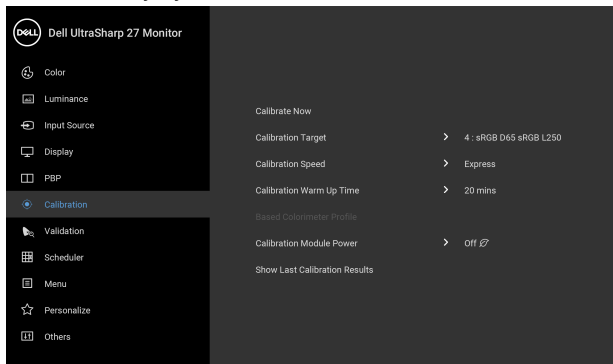 DELL
Dell UltraSharp 27 Monitor
Color
Luminance
Input Source
Display
PBP
Calibration
Validation
Scheduler
Menu
Personalize
Others
Calibrate Now
Calibration Target > 4 : sRGB D65 sRGB L250
Calibration Speed > Express
Calibration Warm Up Time > 20 mins
Based Colorimeter Profile
Calibration Module Power > Off
Show Last Calibration Results